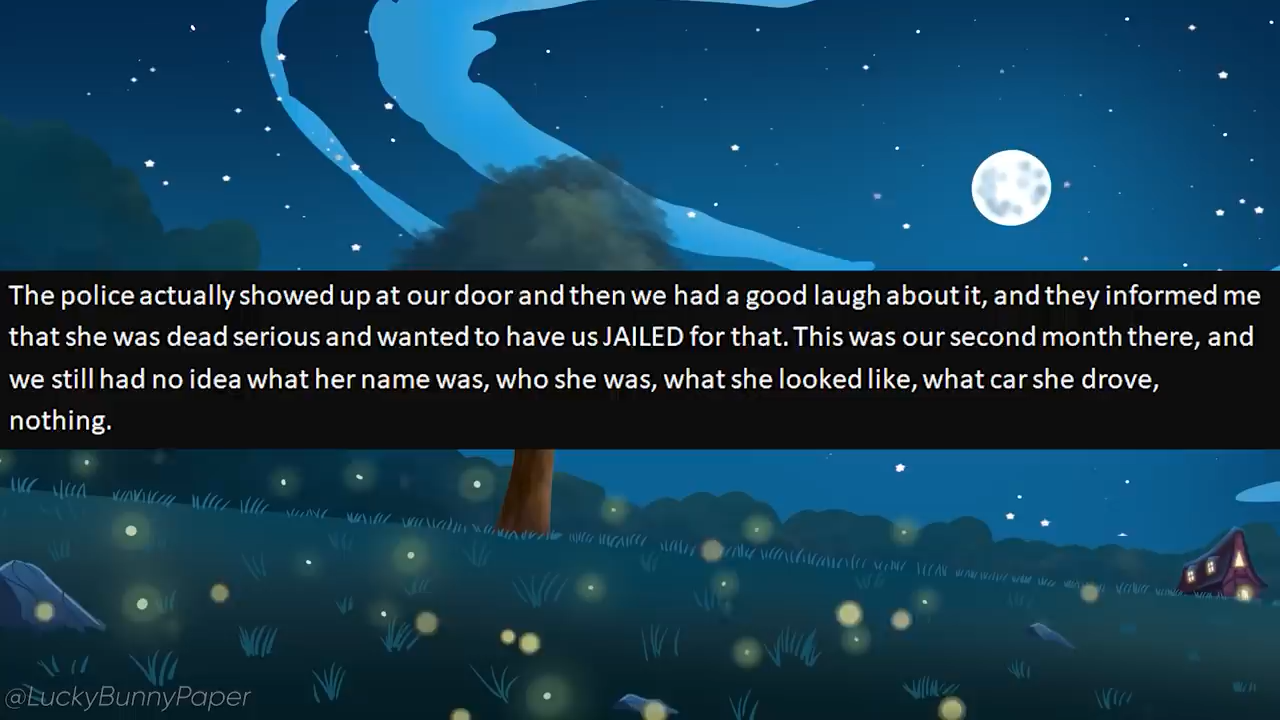 The police actually showed up at our door and then we had a good laugh about it, and they informed me
that she was dead serious and wanted to have us JAILED for that. This was our second month there, and
we still had no idea what her name was, who she was, what she looked like, what car she drove,
nothing.
@LuckyBunnyPaper